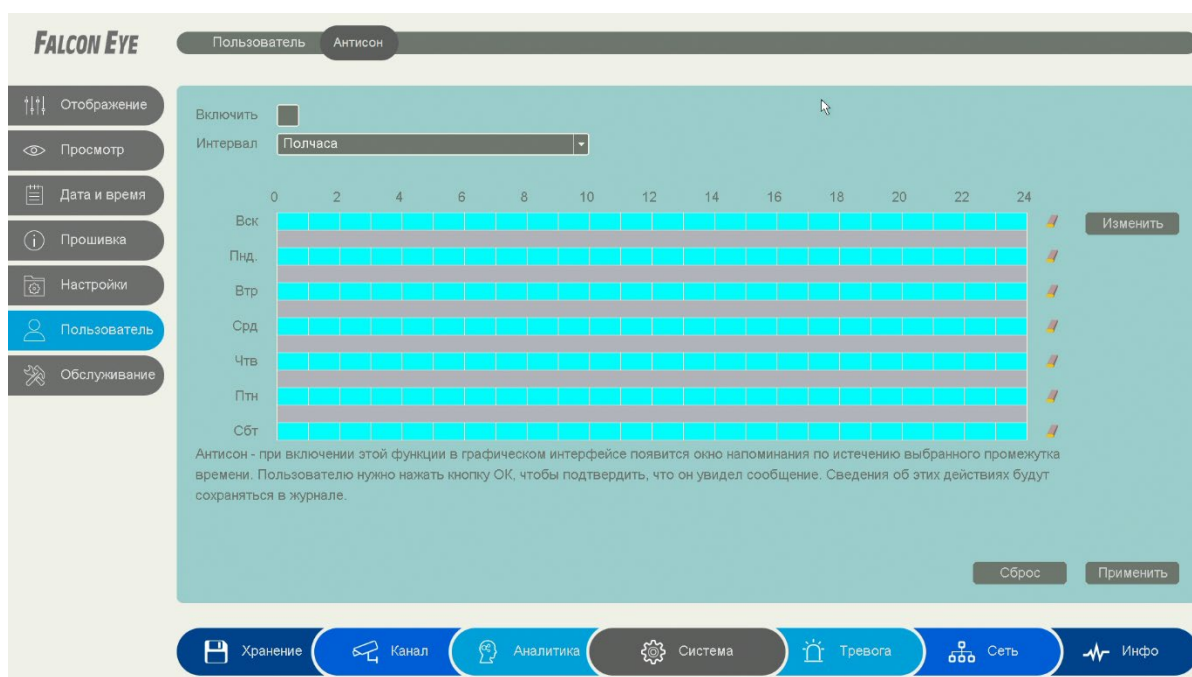 FALCON EYE
Пользователь Антисон
Отображение
Просмотр
Дата и время
Прошивка
Настройки
Пользователь
Обслуживание
Включить
Интервал Полчаса
0 2 4 6 8 10 12 14 16 18 20 22 24
Вск Изменить
Пнд.
Втр
Срд
Чтв
Птн
Сбт
Антисон - при включении этой функции в графическом интерфейсе появится окно напоминания по истечению выбранного промежутка
времени. Пользователю нужно нажать кнопку ОК, чтобы подтвердить, что он увидел сообщение. Сведения об этих действиях будут
сохраняться в журнале.
Сброс Применить
Хранение Канал Аналитика Система Тревога Сеть Инфо